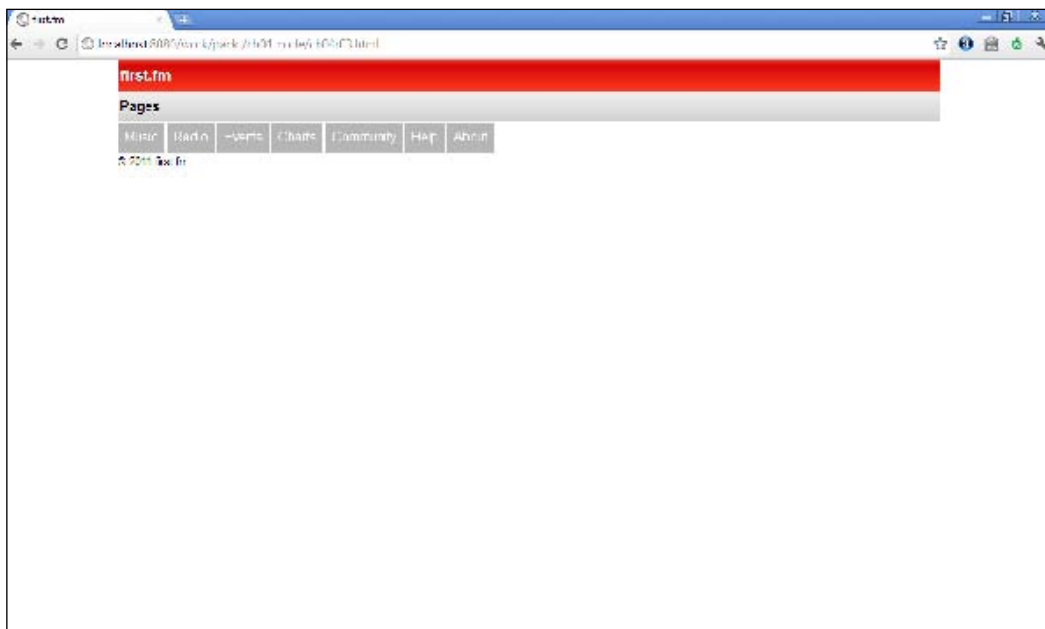 first.fm
first.fm
Pages
Music Radio Events Charts Community Help About
© 2011 first.fm